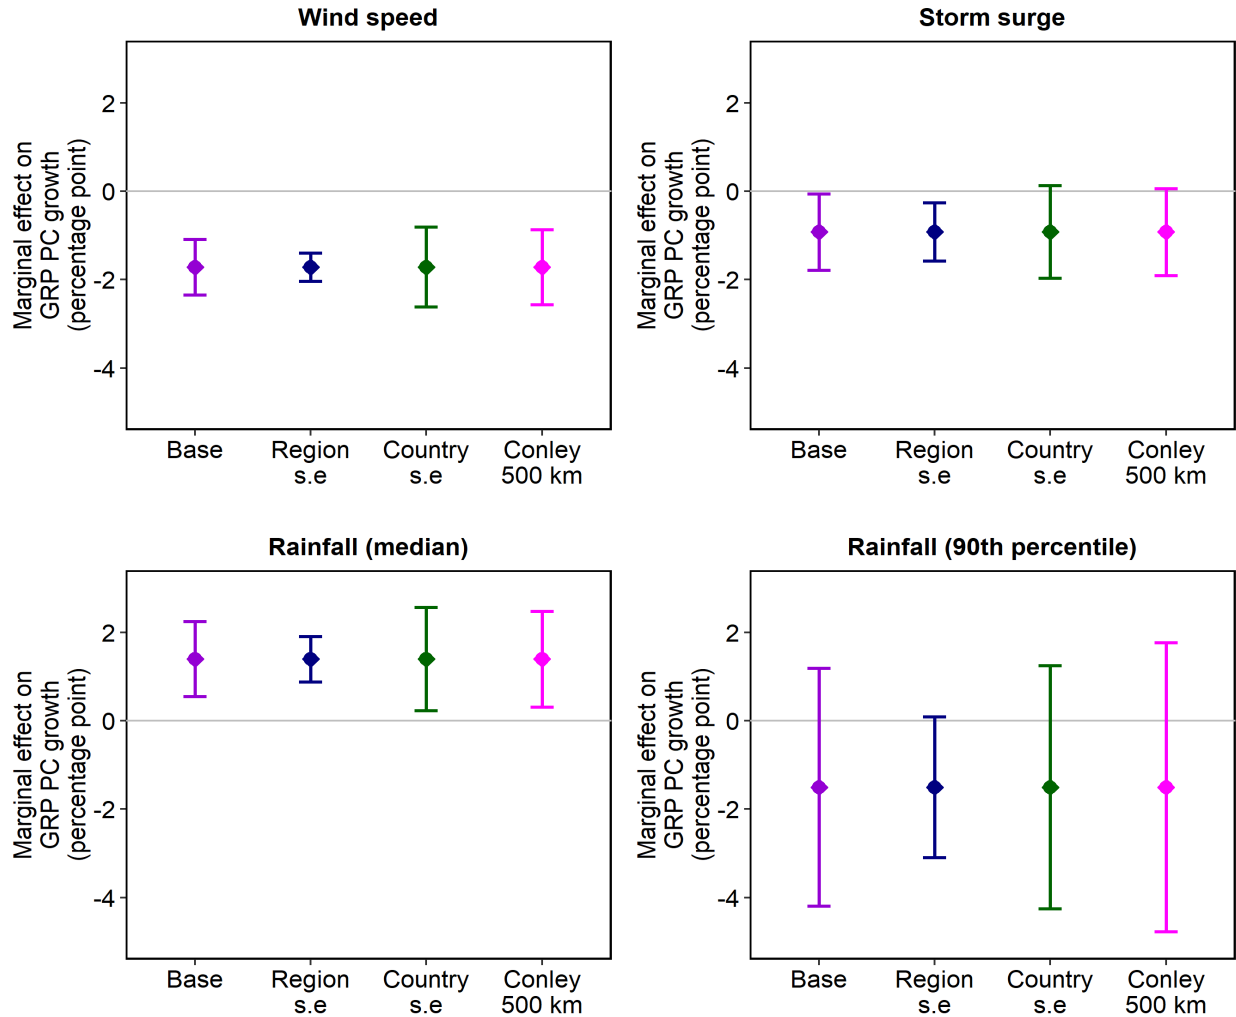 Wind speed
Marginal effect on
GRP PC growth
(percentage point)
2
0
-2
-4
Base
Region
s.e
Country
s.e
Conley
500 km
Storm surge
Marginal effect on
GRP PC growth
(percentage point)
2
0
-2
-4
Base
Region
s.e
Country
s.e
Conley
500 km
Rainfall (median)
Marginal effect on
GRP PC growth
(percentage point)
2
0
-2
-4
Base
Region
s.e
Country
s.e
Conley
500 km
Rainfall (90th percentile)
Marginal effect on
GRP PC growth
(percentage point)
2
0
-2
-4
Base
Region
s.e
Country
s.e
Conley
500 km